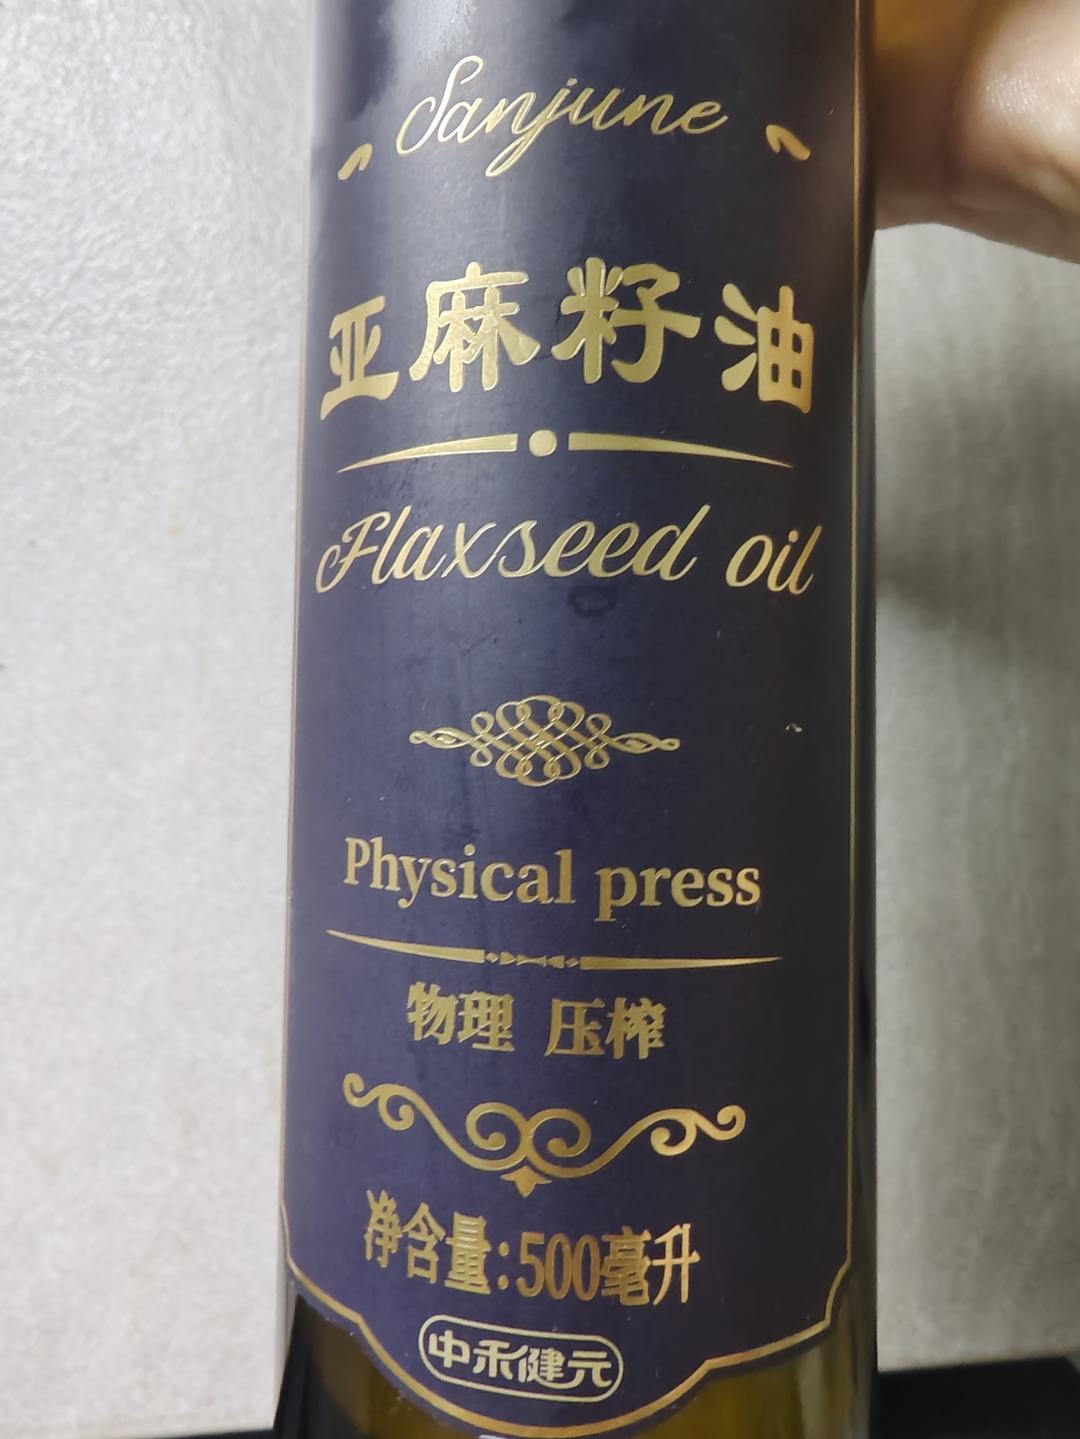 Sanjune
亚麻籽油
Flaxseed oil
Physical press
物理 压榨
净含量:500毫升
中禾健元